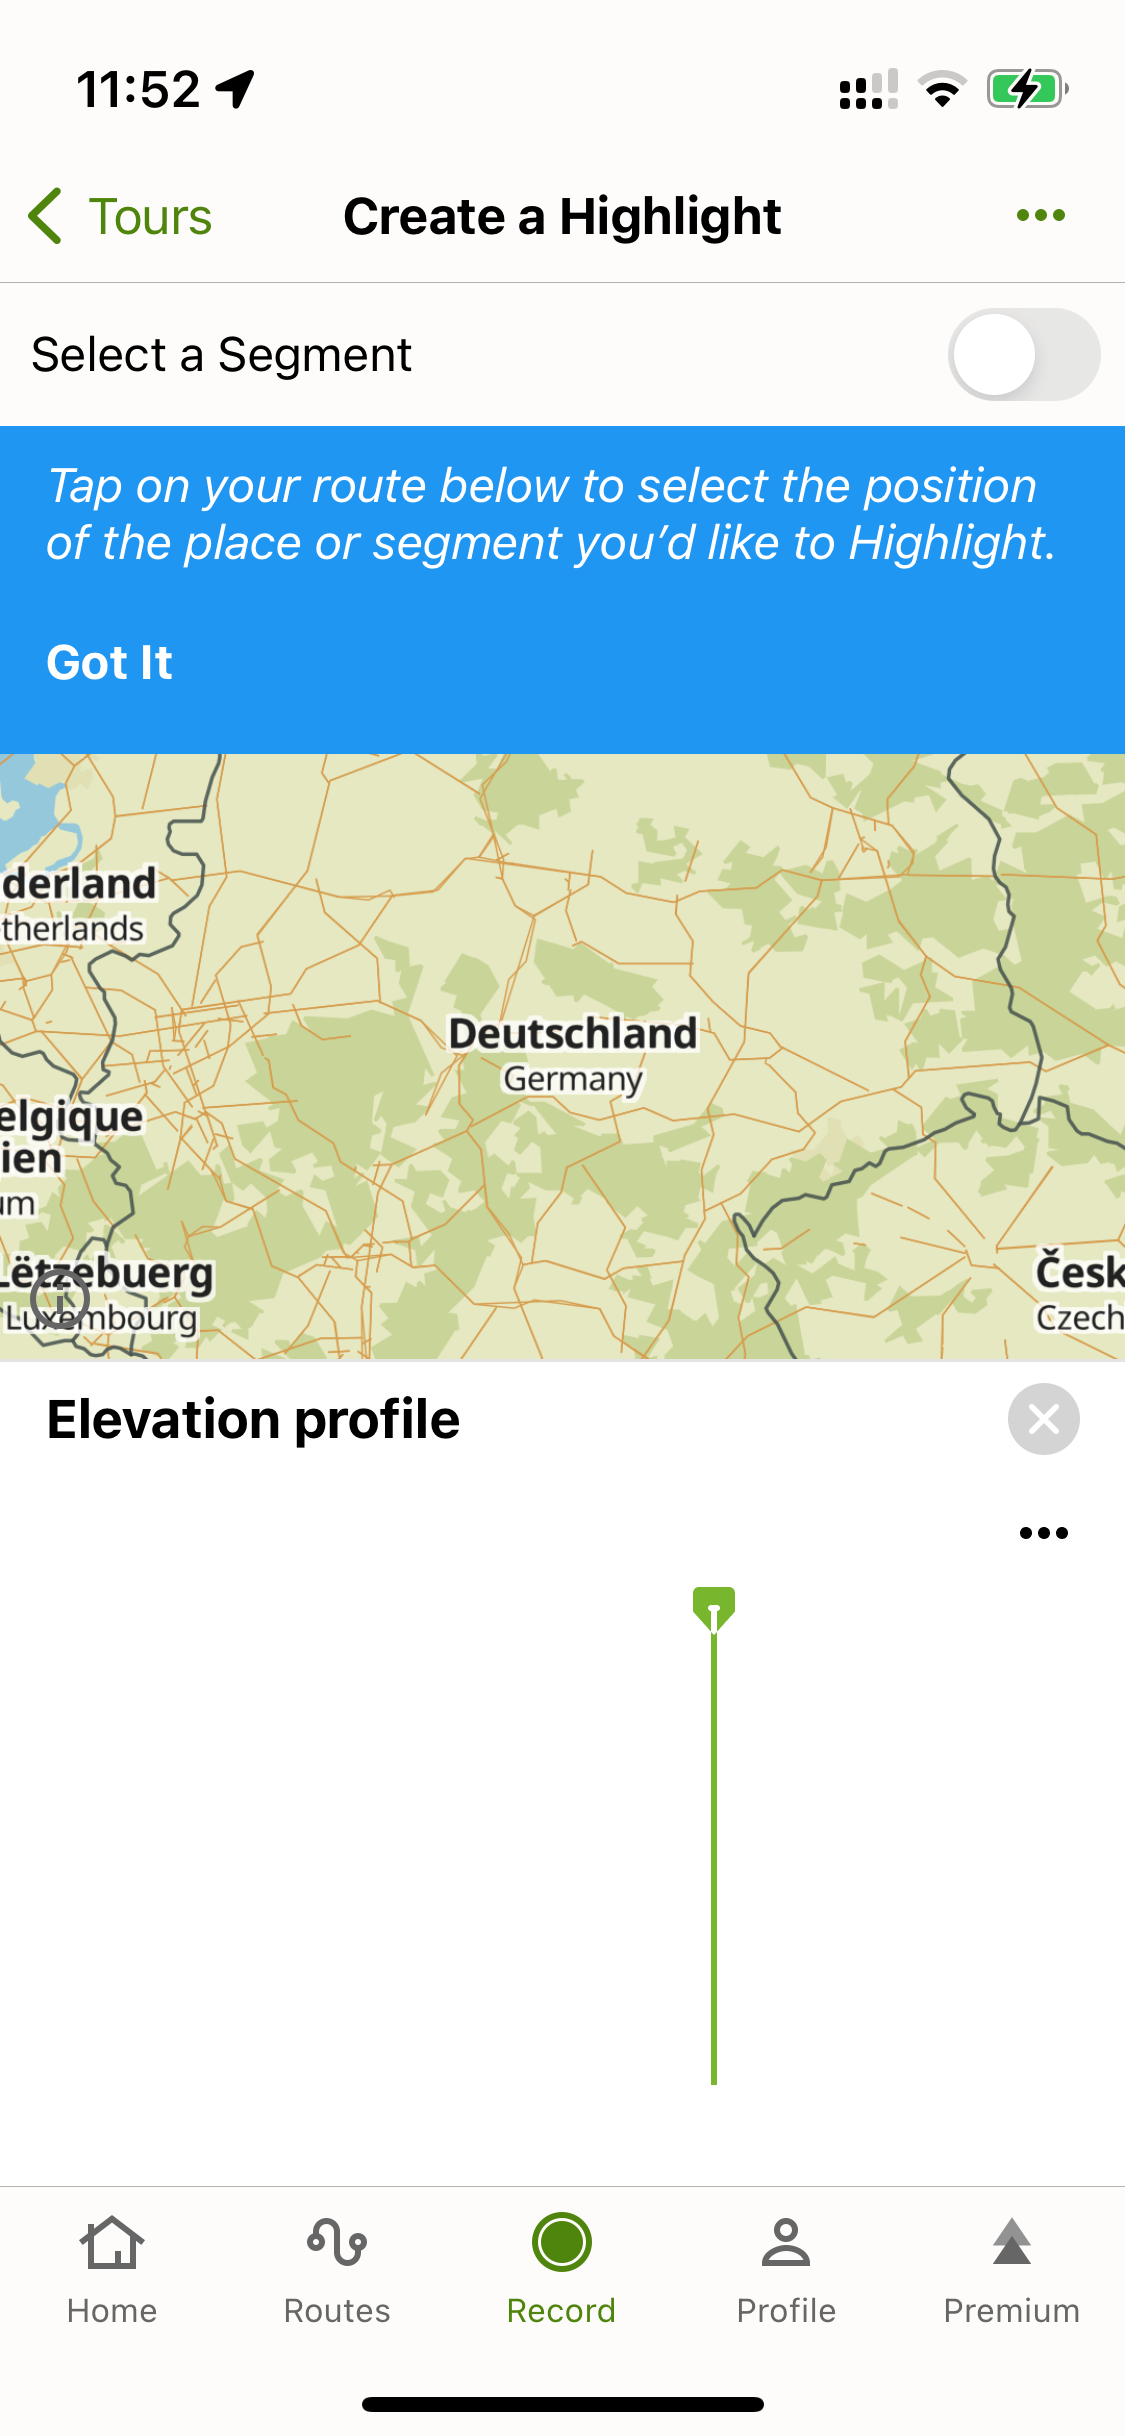 11:52
Tours
Create a Highlight
Select a Segment
Tap on your route below to select the position
of the place or segment you’d like to Highlight.
Got It
derland
therlands
Deutschland
Germany
elgique
ien
um
Lëtzebuerg
Luxembourg
Česk
Czech
Elevation profile
Home
Routes
Record
Profile
Premium